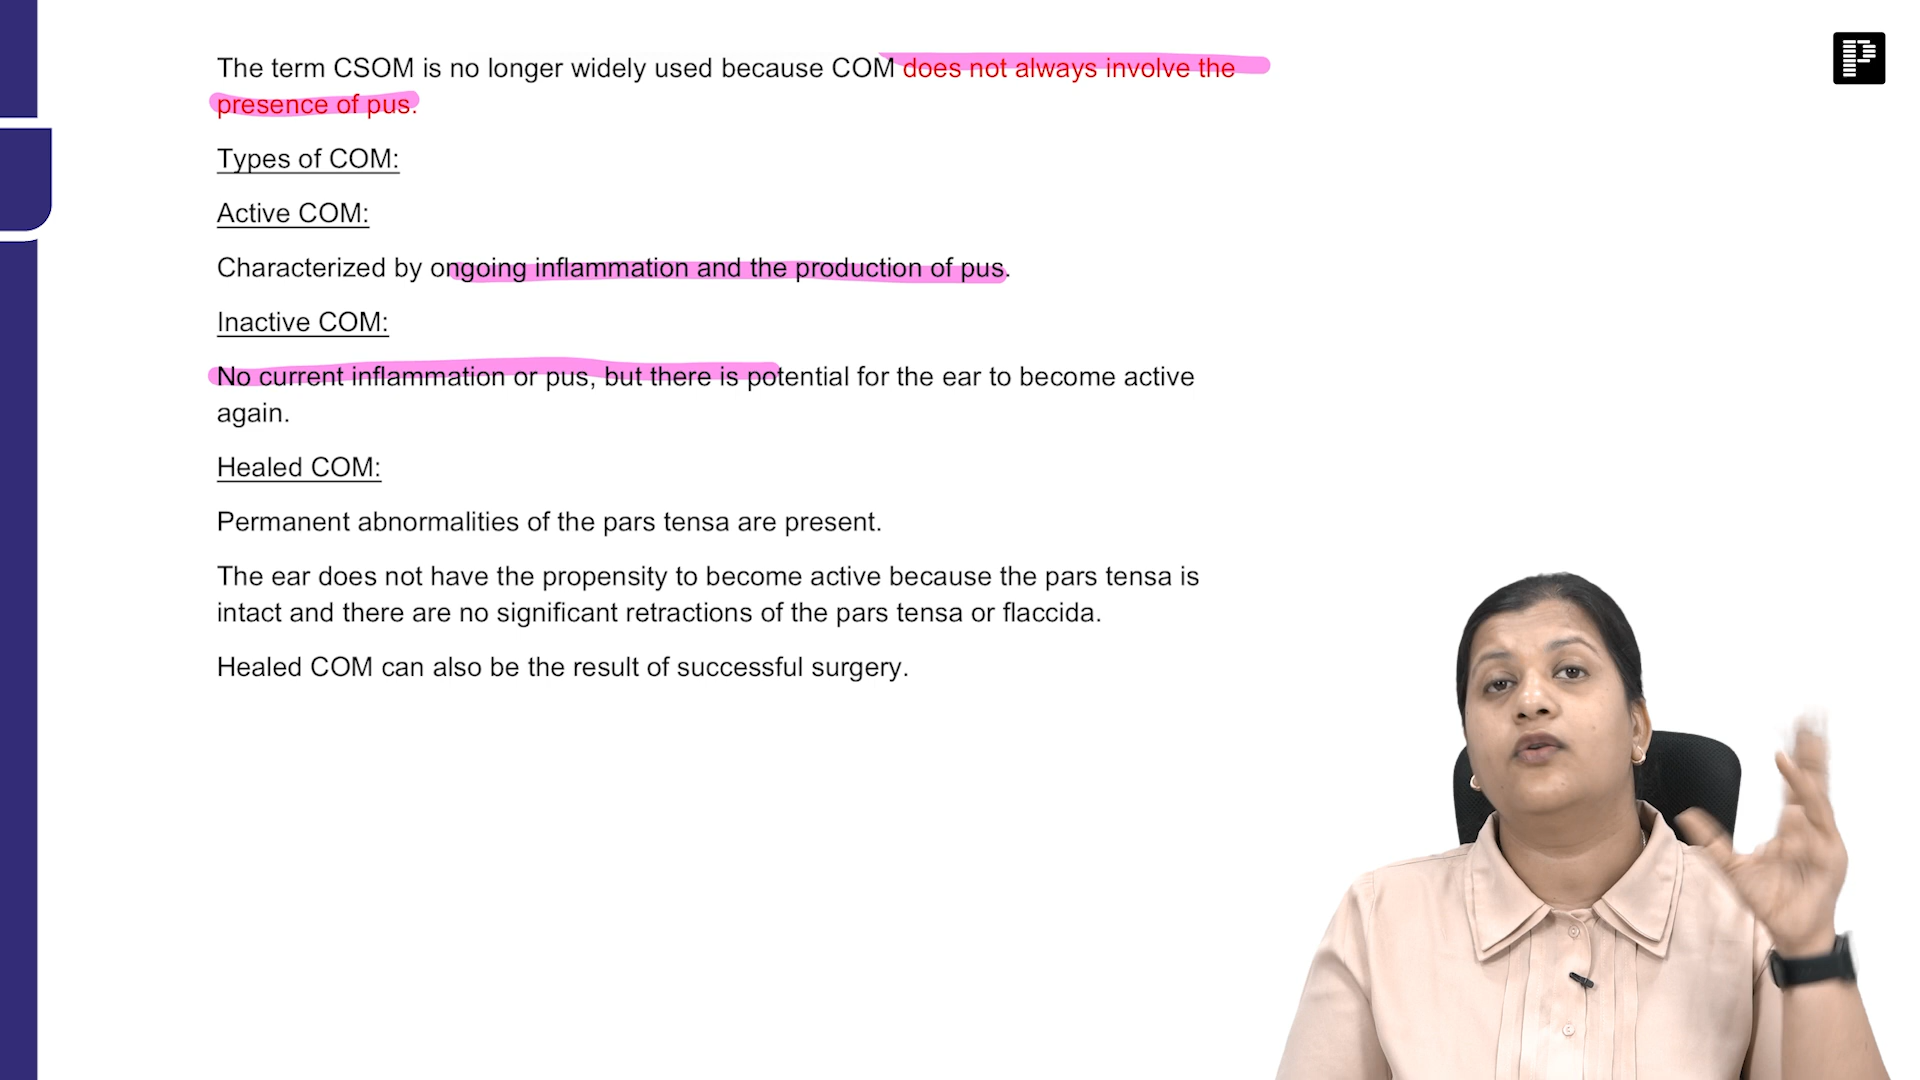 The term CSOM is no longer widely used because COM does not always involve the
presence of pus.
Types of COM:
Active COM:
Characterized by ongoing inflammation and the production of pus.
Inactive COM:
No current inflammation or pus, but there is potential for the ear to become active
again.
Healed COM:
Permanent abnormalities of the pars tensa are present.
The ear does not have the propensity to become active because the pars tensa is
intact and there are no significant retractions of the pars tensa or flaccida.
Healed COM can also be the result of successful surgery.